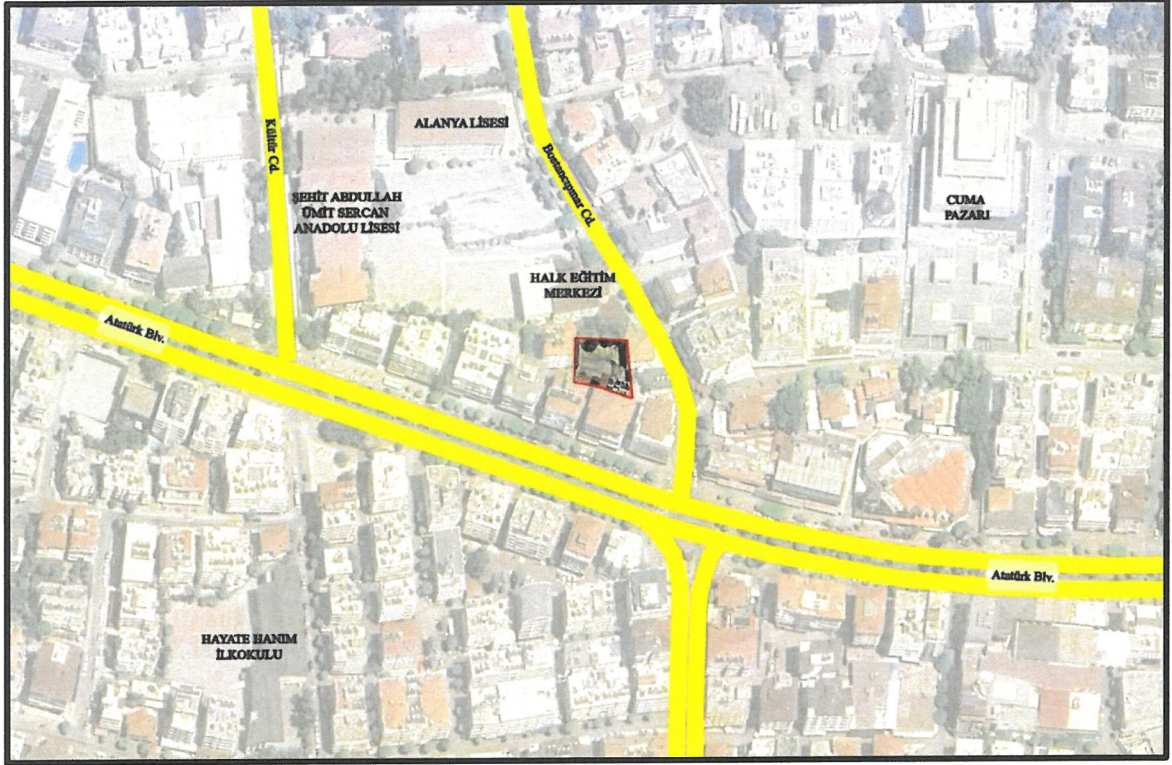 Kültür Cd.
ALANYA LİSESİ
Bostancıpınar Cd.
ŞEHİT ABDULLAH
ÜMİT SERCAN
ANADOLU LİSESİ
CUMA
PAZARI
HALK EĞİTİM
MERKEZİ
Atatürk Blv.
Atatürk Blv.
HAYATE HANIM
İLKOKULU